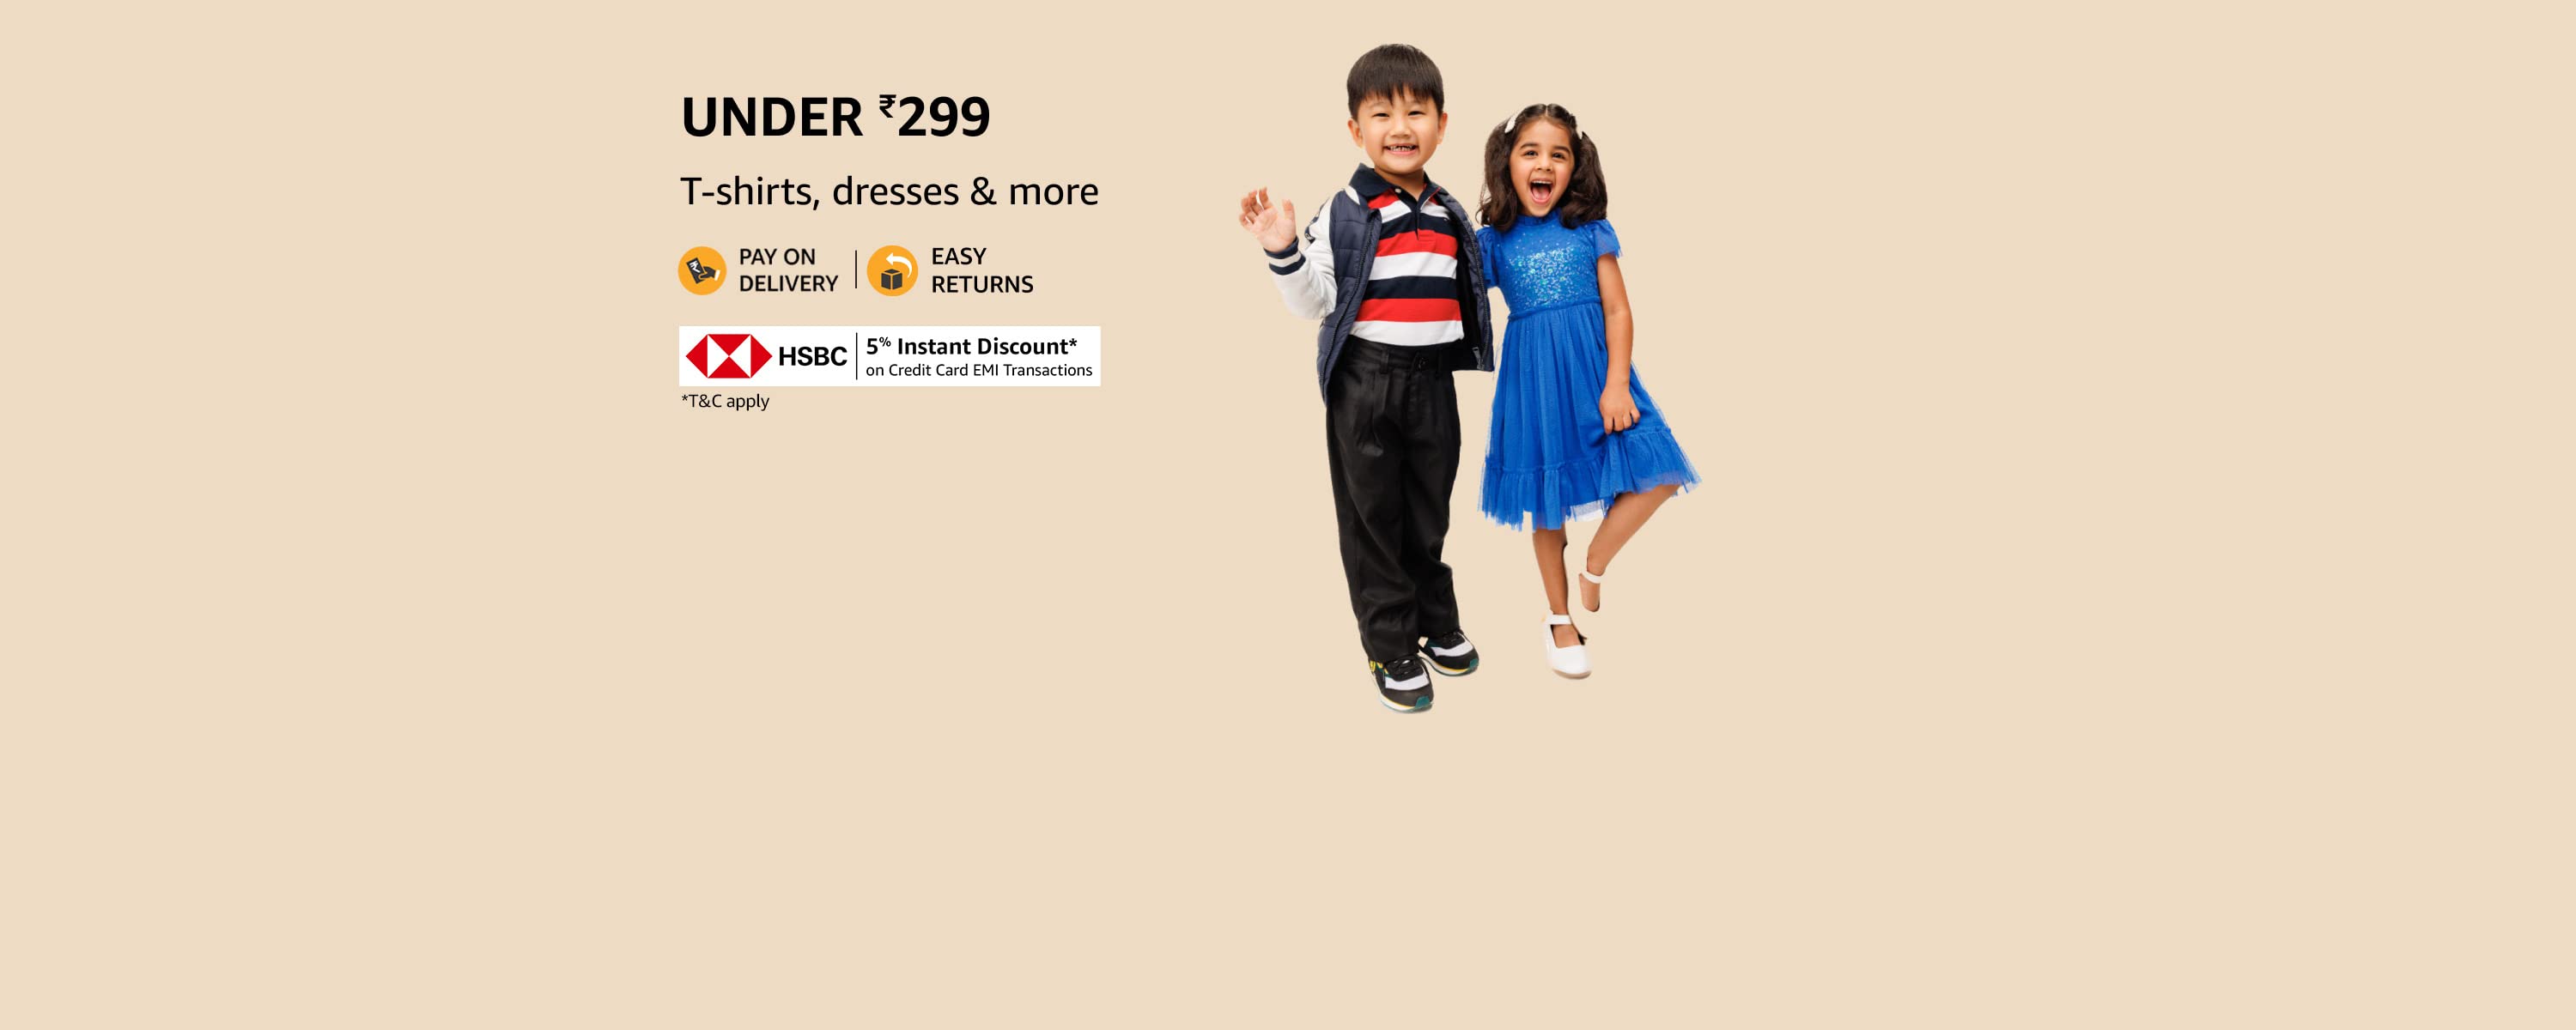 UNDER ₹299
T-shirts, dresses & more
PAY ON
DELIVERY
EASY
RETURNS
HSBC
5% Instant Discount*
on Credit Card EMI Transactions
*T&C apply